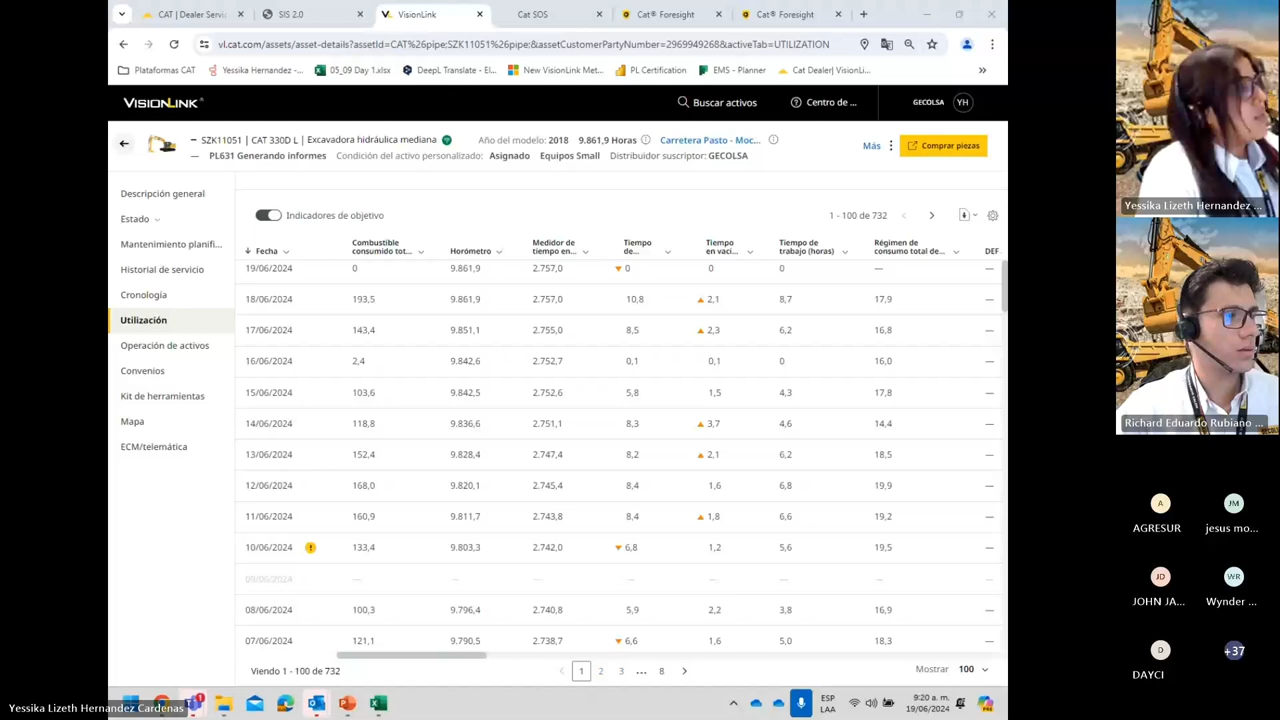 CAT | Dealer Servic
SIS 2.0
VisionLink
Cat SOS
Cat® Foresight
Cat® Foresight
vl.cat.com/assets/asset-details?assetId=CAT%26pipe;SZK11051%26pipe;&assetCustomerPartyNumber=2969949268&activeTab=UTILIZATION
Plataformas CAT
Yessika Hernandez -...
05_09 Day 1.xlsx
DeepL Translate - El...
New VisionLink Met...
PL Certification
EMS - Planner
Cat Dealer| VisionLi...
VISIONLINK®
Buscar activos
Centro de ...
GECOLSA
YH
SZK11051 | CAT 330D L | Excavadora hidráulica mediana
Año del modelo: 2018
9.861,9 Horas
Carretera Pasto - Moc...
Más
Comprar piezas
PL631 Generando informes
Condición del activo personalizado: Asignado
Equipos Small
Distribuidor suscriptor: GECOLSA
Descripción general
Estado
Mantenimiento planifi...
Historial de servicio
Cronología
Utilización
Operación de activos
Convenios
Kit de herramientas
Mapa
ECM/telemática
Indicadores de objetivo
1 - 100 de 732
Fecha
Combustible consumido tot...
Horómetro
Medidor de tiempo en...
Tiempo de...
Tiempo en vací...
Tiempo de trabajo (horas)
Régimen de consumo total de...
DEF
19/06/2024 0 9.861,9 2.757,0 0 0 0 — —
18/06/2024 193,5 9.861,9 2.757,0 10,8 2,1 8,7 17,9 —
17/06/2024 143,4 9.851,1 2.755,0 8,5 2,3 6,2 16,8 —
16/06/2024 2,4 9.842,6 2.752,7 0,1 0,1 0 16,0 —
15/06/2024 103,6 9.842,5 2.752,6 5,8 1,5 4,3 17,8 —
14/06/2024 118,8 9.836,6 2.751,1 8,3 3,7 4,6 14,4 —
13/06/2024 152,4 9.828,4 2.747,4 8,2 2,1 6,2 18,5 —
12/06/2024 168,0 9.820,1 2.745,4 8,4 1,6 6,8 19,9 —
11/06/2024 160,9 9.811,7 2.743,8 8,4 1,8 6,6 19,2 —
10/06/2024 ! 133,4 9.803,3 2.742,0 6,8 1,2 5,6 19,5 —
09/06/2024 — — — — — — — —
08/06/2024 100,3 9.796,4 2.740,8 5,9 2,2 3,8 16,9 —
07/06/2024 121,1 9.790,5 2.738,7 6,6 1,6 5,0 18,3 —
Viendo 1 - 100 de 732
1 2 3 ... 8
Mostrar 100
ESP
LAA
9:20 a. m.
19/06/2024
PRE
1
Yessika Lizeth Hernandez Cardenas
Yessika Lizeth Hernandez ...
Richard Eduardo Rubiano ...
A
AGRESUR
JM
jesus mo...
JD
JOHN JA...
WR
Wynder ...
D
DAYCI
+37